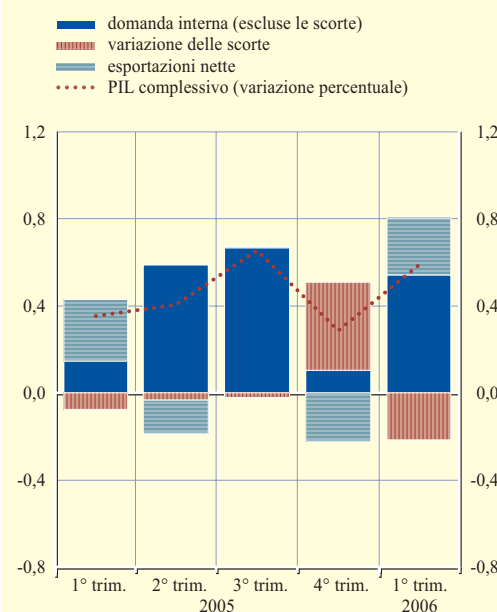 domanda interna (escluse le scorte)
variazione delle scorte
esportazioni nette
PIL complessivo (variazione percentuale)
1,2 1,2
0,8 0,8
0,4 0,4
0,0 0,0
-0,4 -0,4
-0,8 -0,8
1° trim. 2° trim. 3° trim. 4° trim. 1° trim.
2005 2006